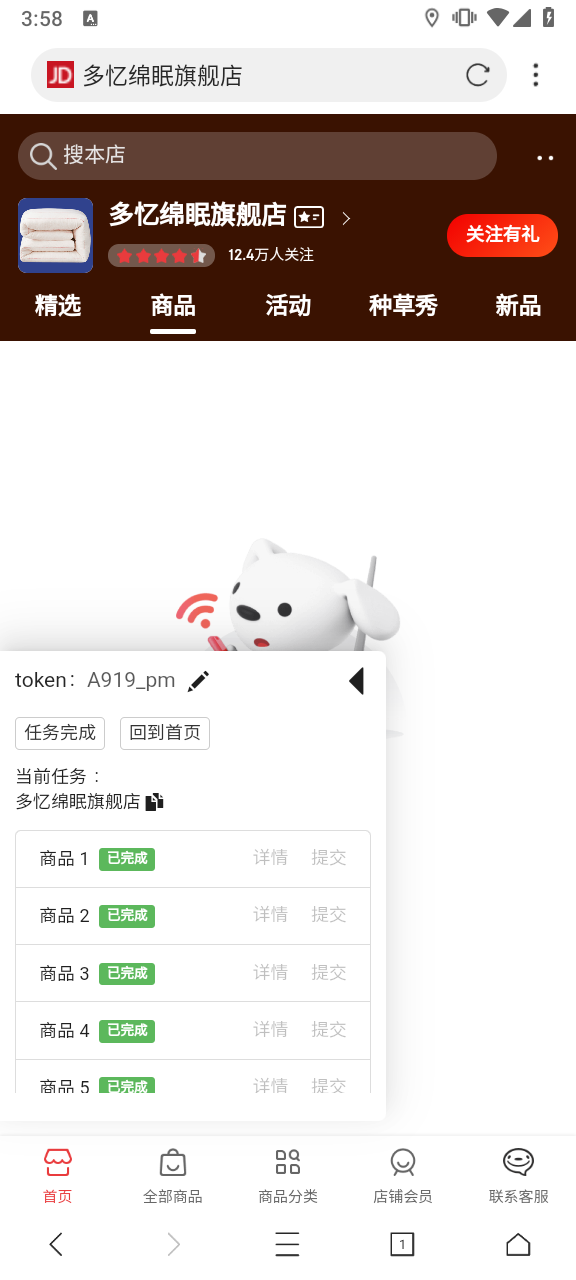 3:58 A
JD 多忆绵眠旗舰店
搜本店
多忆绵眠旗舰店
12.4万人关注
关注有礼
精选 商品 活动 种草秀 新品
token: A919_pm
任务完成 回到首页
当前任务：
多忆绵眠旗舰店
商品 1 已完成 详情 提交
商品 2 已完成 详情 提交
商品 3 已完成 详情 提交
商品 4 已完成 详情 提交
商品 5 已完成 详情 提交
首页 全部商品 商品分类 店铺会员 联系客服
1